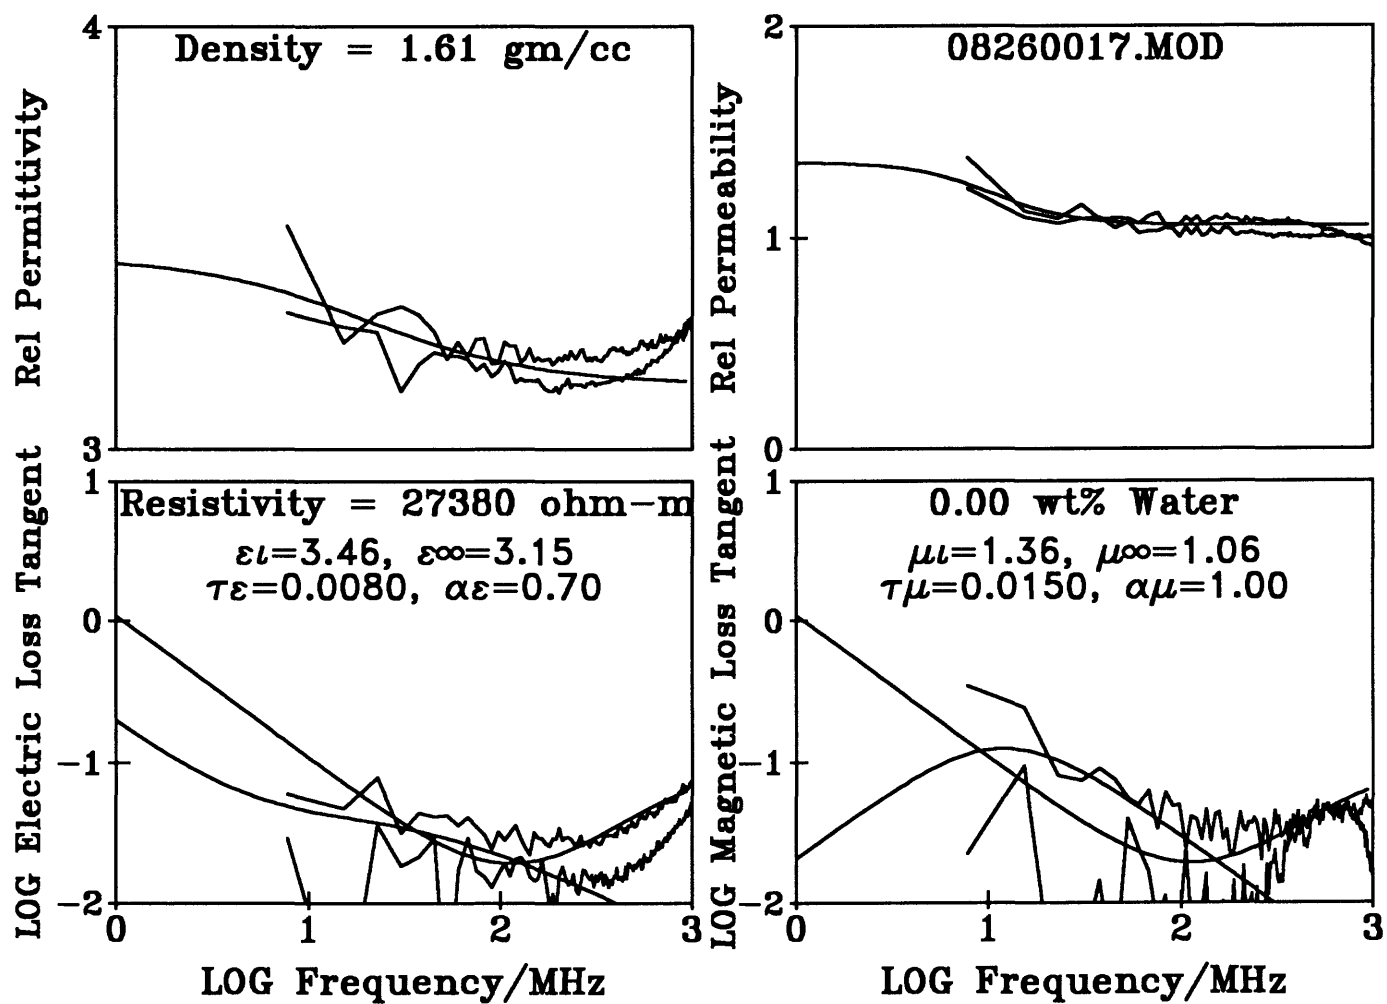 4
Density = 1.61 gm/cc
Rel Permittivity
3
2
08260017.MOD
Rel Permeability
1
0
1
Resistivity = 27380 ohm-m
ει=3.46, ε∞=3.15
τε=0.0080, αε=0.70
LOG Electric Loss Tangent
0
-1
-2
0 1 2 3
LOG Frequency/MHz
1
0.00 wt% Water
μι=1.36, μ∞=1.06
τμ=0.0150, αμ=1.00
LOG Magnetic Loss Tangent
0
-1
-2
0 1 2 3
LOG Frequency/MHz